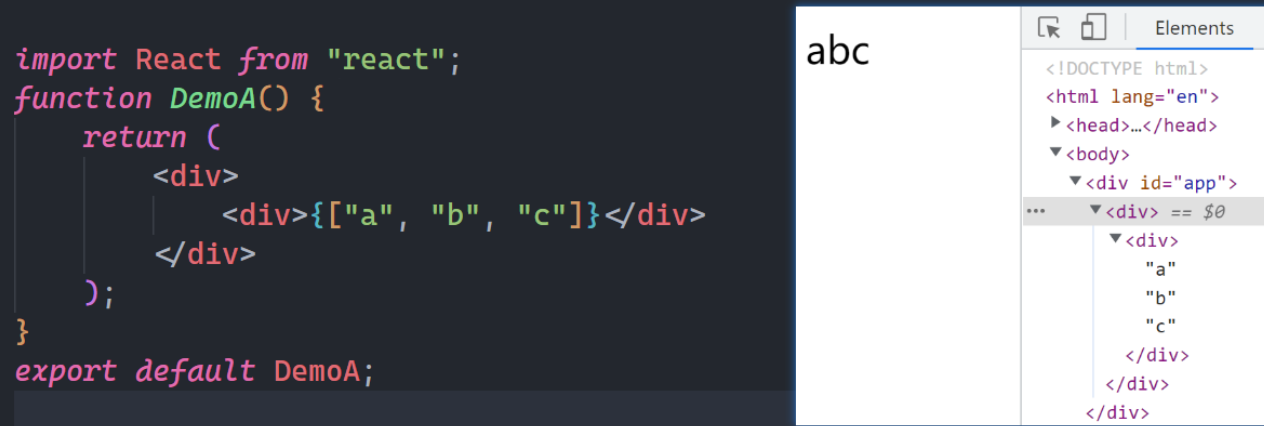 import React from "react";
function DemoA() {
    return (
        <div>
            <div>{["a", "b", "c"]}</div>
        </div>
    );
}
export default DemoA;
abc
Elements
<!DOCTYPE html>
<html lang="en">
<head>…</head>
<body>
<div id="app">
<div> == $0
<div>
"a"
"b"
"c"
</div>
</div>
</div>